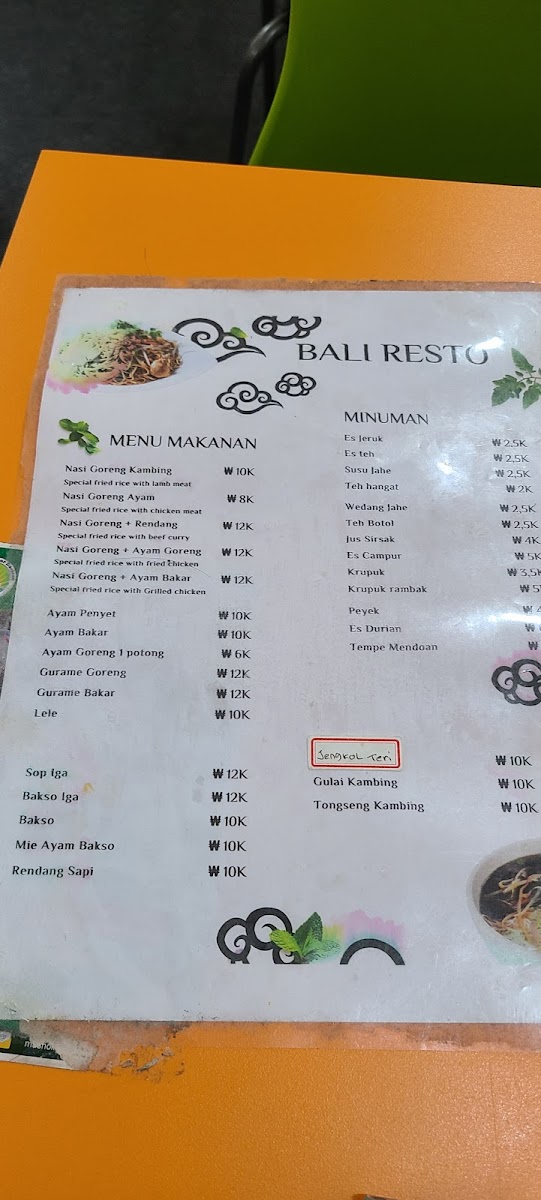 BALI RESTO
MENU MAKANAN
Nasi Goreng Kambing ₩ 10K
Special fried rice with lamb meat
Nasi Goreng Ayam ₩ 8K
Special fried rice with chicken meat
Nasi Goreng + Rendang ₩ 12K
Special fried rice with beef curry
Nasi Goreng + Ayam Goreng ₩ 12K
Special fried rice with fried chicken
Nasi Goreng + Ayam Bakar ₩ 12K
Special fried rice with Grilled chicken
Ayam Penyet ₩ 10K
Ayam Bakar ₩ 10K
Ayam Goreng 1 potong ₩ 6K
Gurame Goreng ₩ 12K
Gurame Bakar ₩ 12K
Lele ₩ 10K
Sop Iga ₩ 12K
Bakso Iga ₩ 12K
Bakso ₩ 10K
Mie Ayam Bakso ₩ 10K
Rendang Sapi ₩ 10K
MINUMAN
Es Jeruk ₩ 2,5K
Es teh ₩ 2,5K
Susu Jahe ₩ 2,5K
Teh hangat ₩ 2K
Wedang Jahe ₩ 2,5K
Teh Botol ₩ 2,5K
Jus Sirsak ₩ 4K
Es Campur ₩ 5K
Krupuk ₩ 3,5K
Krupuk rambak ₩ 5
Peyek ₩
Es Durian ₩
Tempe Mendoan ₩
Jengkol Teri ₩ 10K
Gulai Kambing ₩ 10K
Tongseng Kambing ₩ 10K